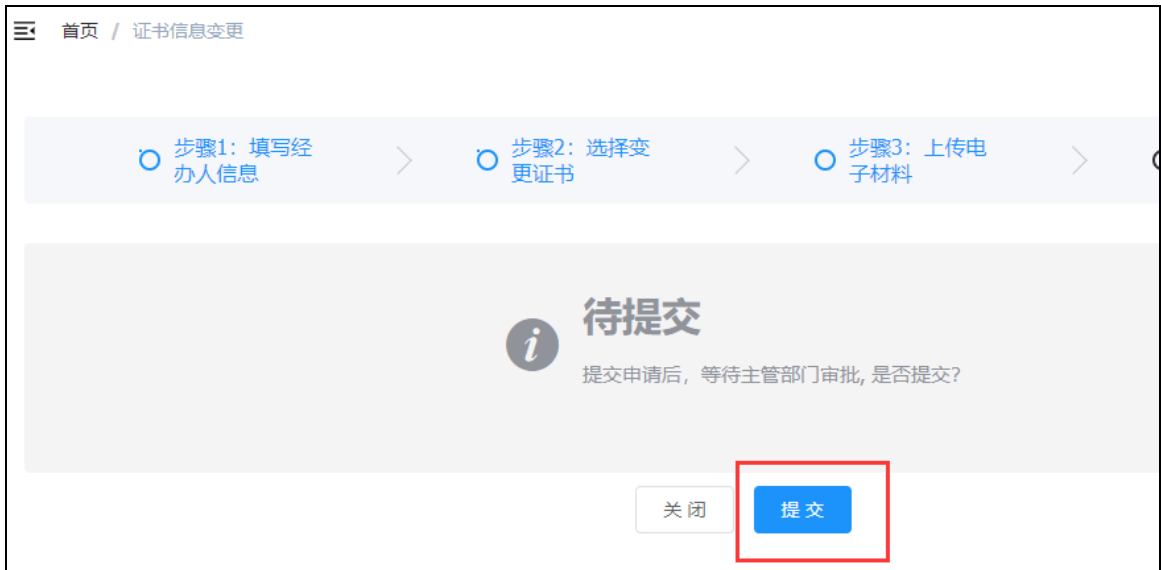 首页 / 证书信息变更
步骤1：填写经
办人信息
步骤2：选择变
更证书
步骤3：上传电
子材料
待提交
提交申请后，等待主管部门审批, 是否提交？
关 闭
提 交